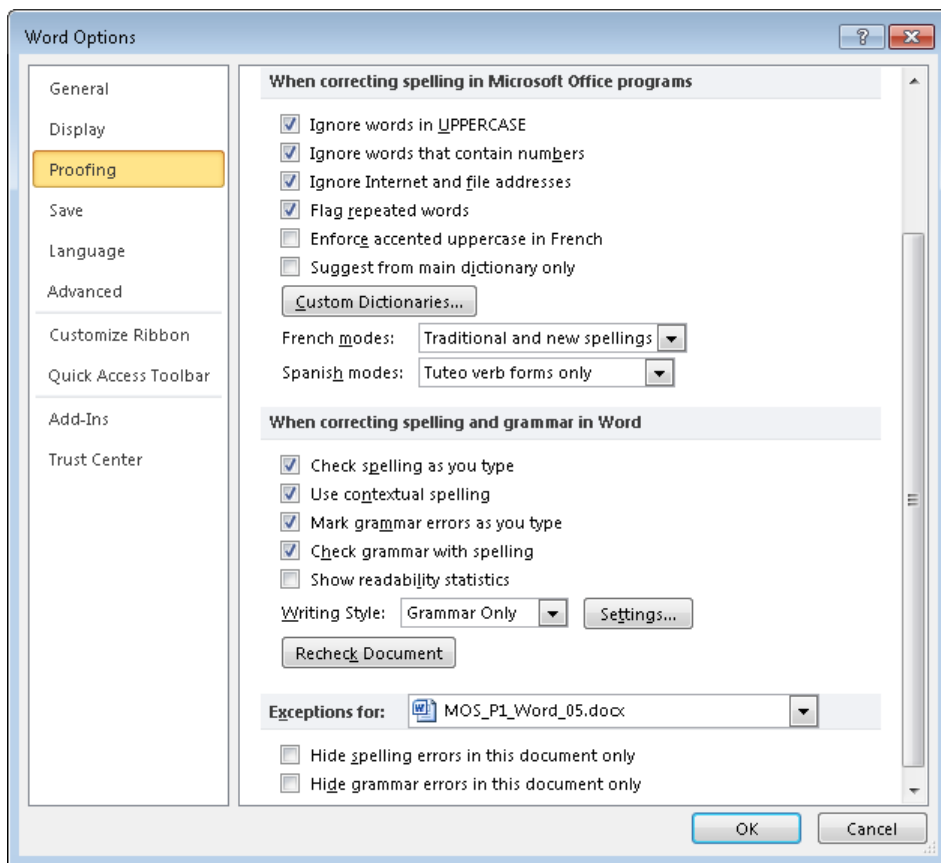 Word Options
General
Display
Proofing
Save
Language
Advanced
Customize Ribbon
Quick Access Toolbar
Add-Ins
Trust Center
When correcting spelling in Microsoft Office programs
Ignore words in UPPERCASE
Ignore words that contain numbers
Ignore Internet and file addresses
Flag repeated words
Enforce accented uppercase in French
Suggest from main dictionary only
Custom Dictionaries...
French modes: Traditional and new spellings
Spanish modes: Tuteo verb forms only
When correcting spelling and grammar in Word
Check spelling as you type
Use contextual spelling
Mark grammar errors as you type
Check grammar with spelling
Show readability statistics
Writing Style: Grammar Only Settings...
Recheck Document
Exceptions for: MOS_P1_Word_05.docx
Hide spelling errors in this document only
Hide grammar errors in this document only
OK Cancel